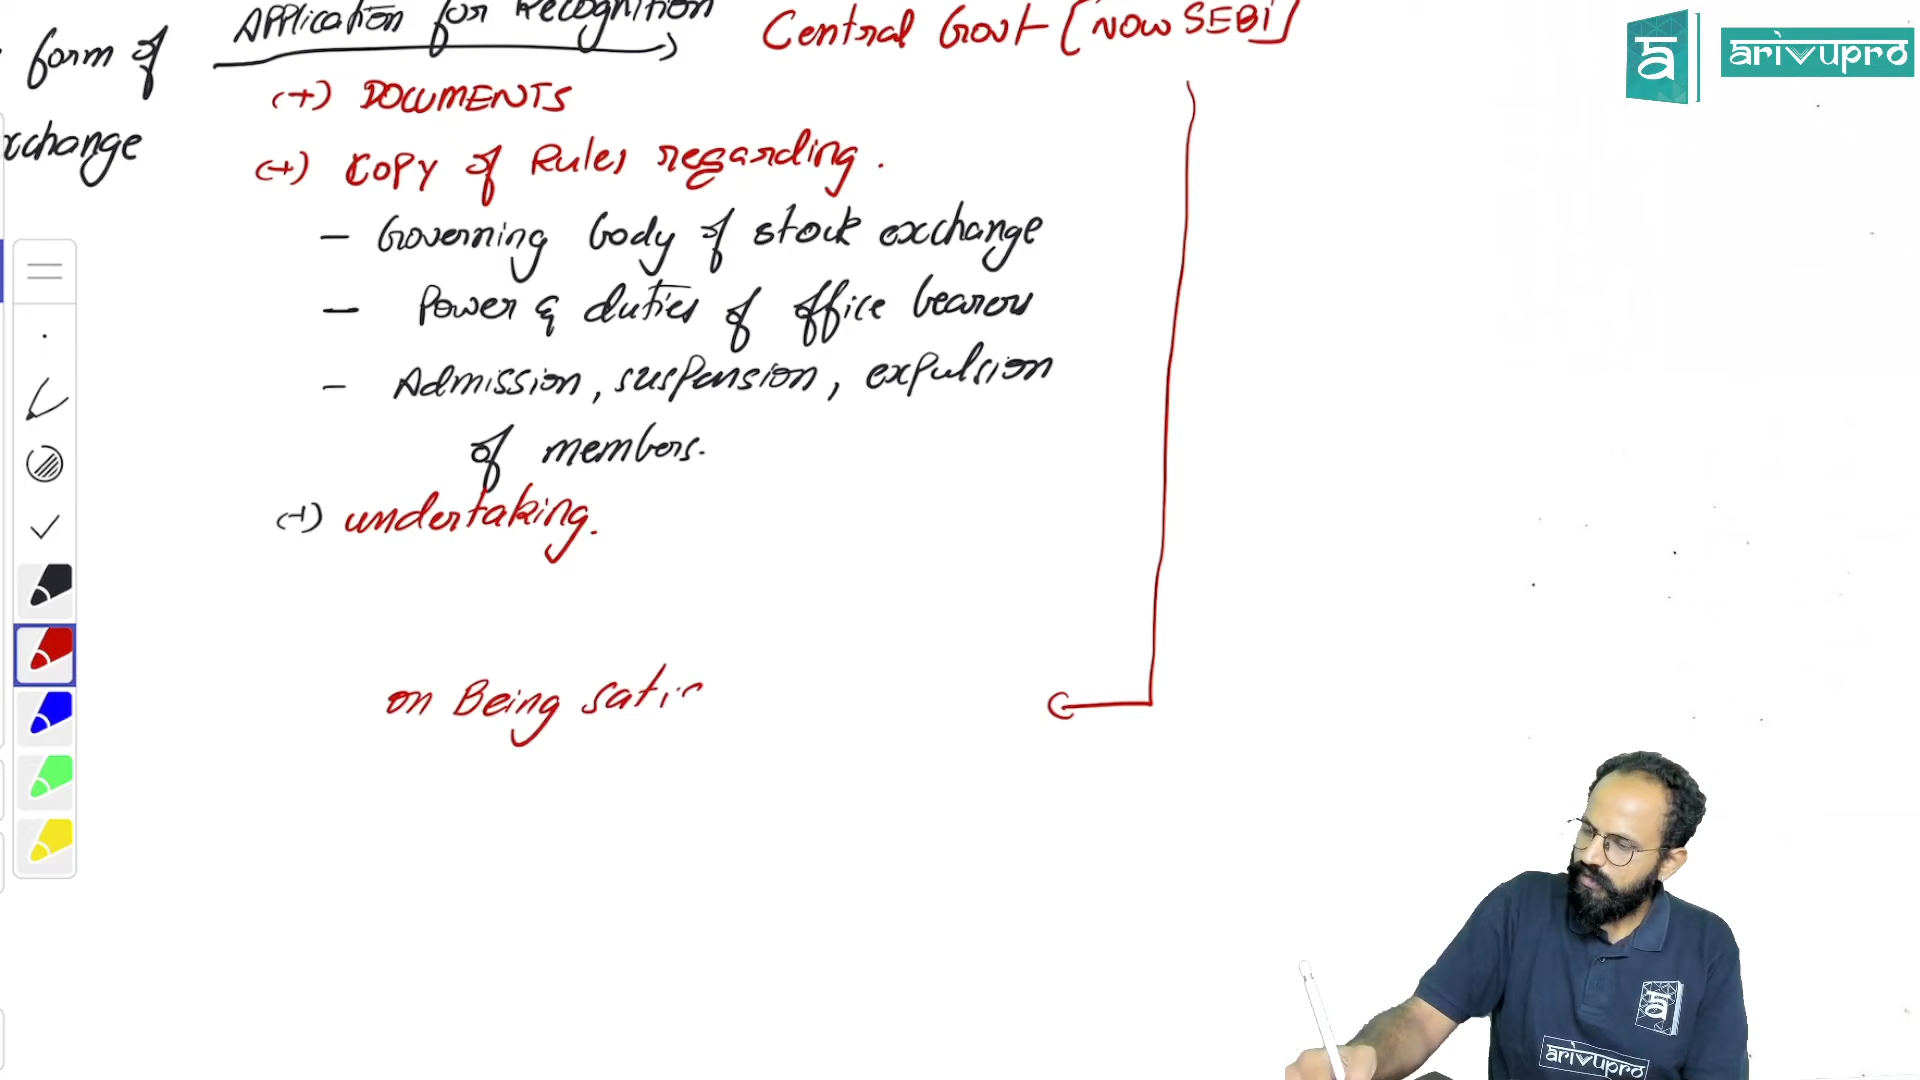 Application for Recognition
Central Govt [NOW SEBI]
form of
(+) DOCUMENTS
xchange
(+) copy of Rules regarding.
- Governing body of stock exchange
- Power & duties of office bearers
- Admission, suspension, expulsion
of members.
(+) undertaking.
on Being satis
arivupro
arivupro